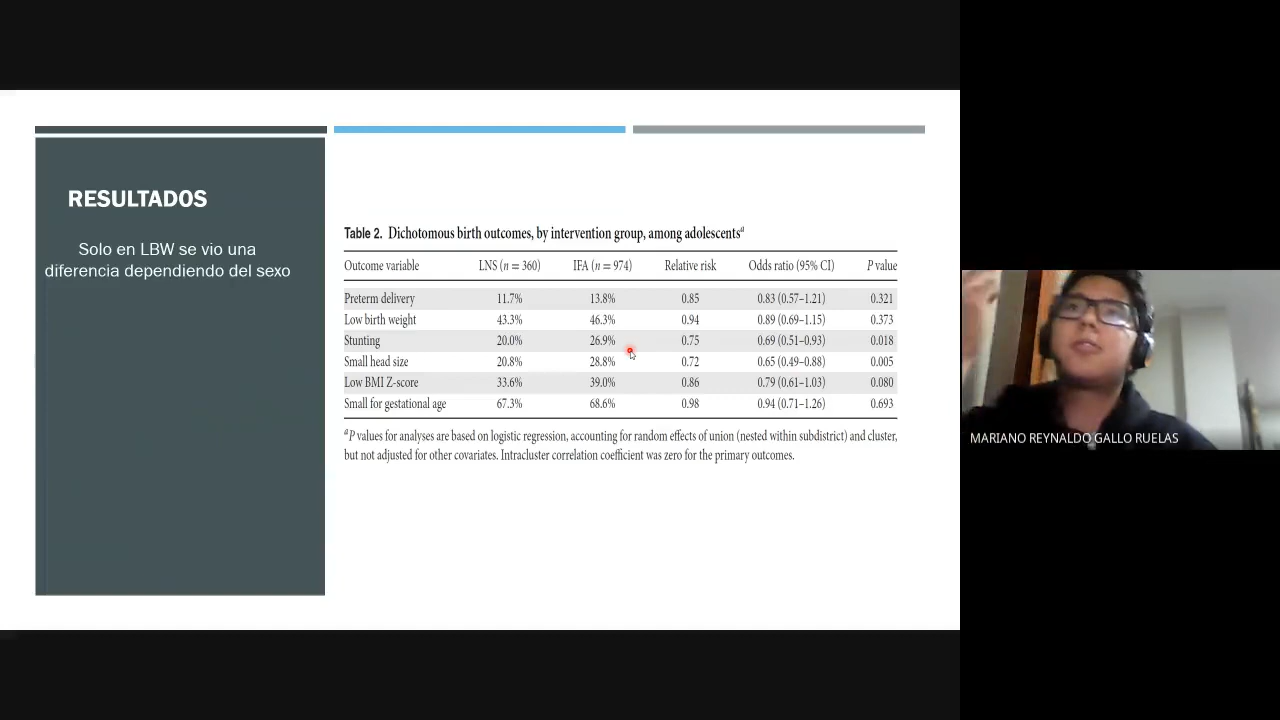 RESULTADOS
Solo en LBW se vio una
diferencia dependiendo del sexo
Table 2. Dichotomous birth outcomes, by intervention group, among adolescentsᵃ
Outcome variable LNS (n = 360) IFA (n = 974) Relative risk Odds ratio (95% CI) P value
Preterm delivery 11.7% 13.8% 0.85 0.83 (0.57–1.21) 0.321
Low birth weight 43.3% 46.3% 0.94 0.89 (0.69–1.15) 0.373
Stunting 20.0% 26.9% 0.75 0.69 (0.51–0.93) 0.018
Small head size 20.8% 28.8% 0.72 0.65 (0.49–0.88) 0.005
Low BMI Z-score 33.6% 39.0% 0.86 0.79 (0.61–1.03) 0.080
Small for gestational age 67.3% 68.6% 0.98 0.94 (0.71–1.26) 0.693
ᵃP values for analyses are based on logistic regression, accounting for random effects of union (nested within subdistrict) and cluster,
but not adjusted for other covariates. Intracluster correlation coefficient was zero for the primary outcomes.
MARIANO REYNALDO GALLO RUELAS